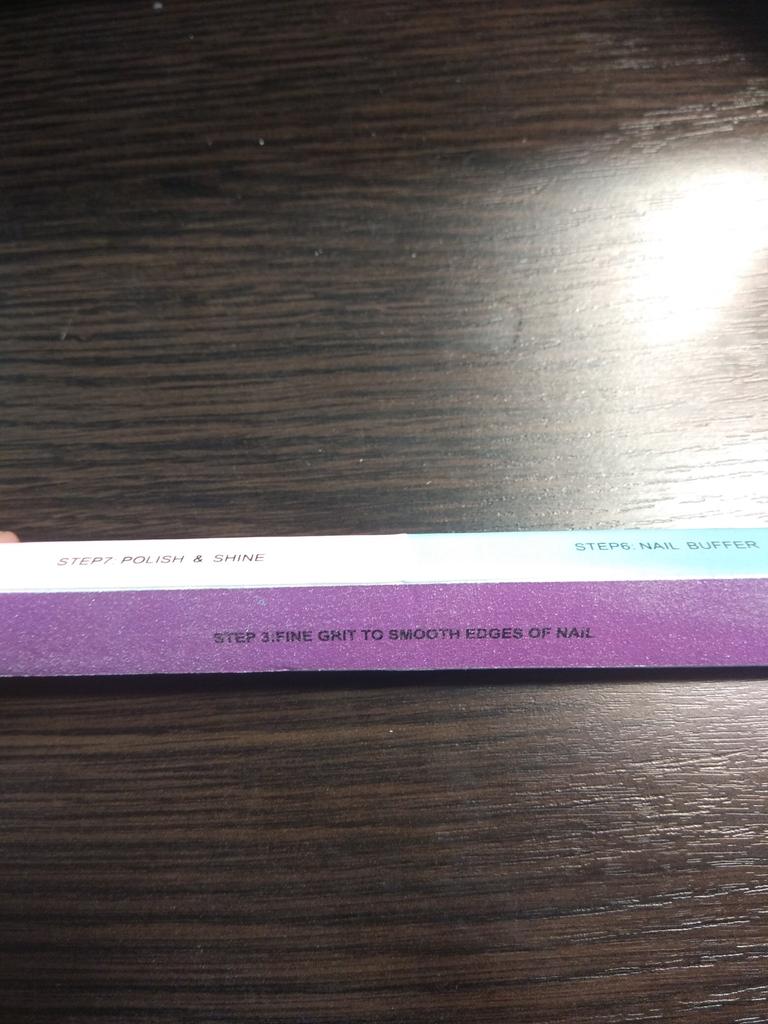 STEP7: POLISH & SHINE
STEP6: NAIL BUFFER
STEP 3:FINE GRIT TO SMOOTH EDGES OF NAIL